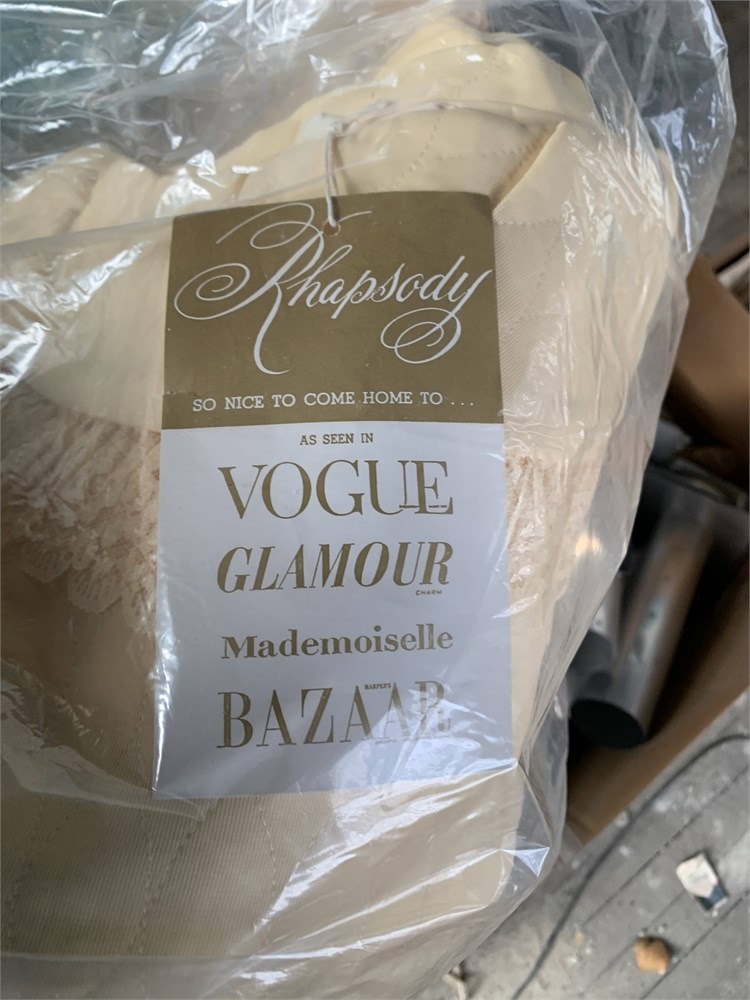 Rhapsody
SO NICE TO COME HOME TO ...
AS SEEN IN
VOGUE
GLAMOUR
CHARM
Mademoiselle
HARPER'S
BAZAAR